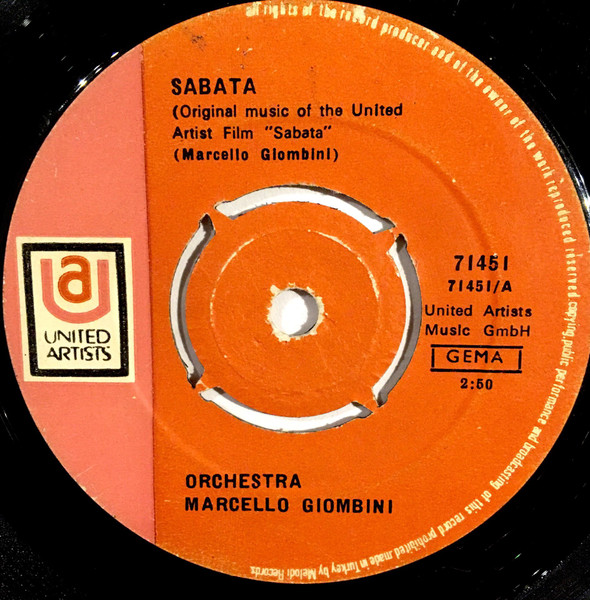 all rights of the record producer and of the owner of the work reproduced reserved.copying,public performance and broadcasting of this record prohibited.made in Turkey by Melodi Records.
SABATA
(Original music of the United
Artist Film "Sabata"
(Marcello Giombini)
71451
71451/A
United Artists
Music GmbH
GEMA
2:50
UA
UNITED
ARTISTS
ORCHESTRA
MARCELLO GIOMBINI